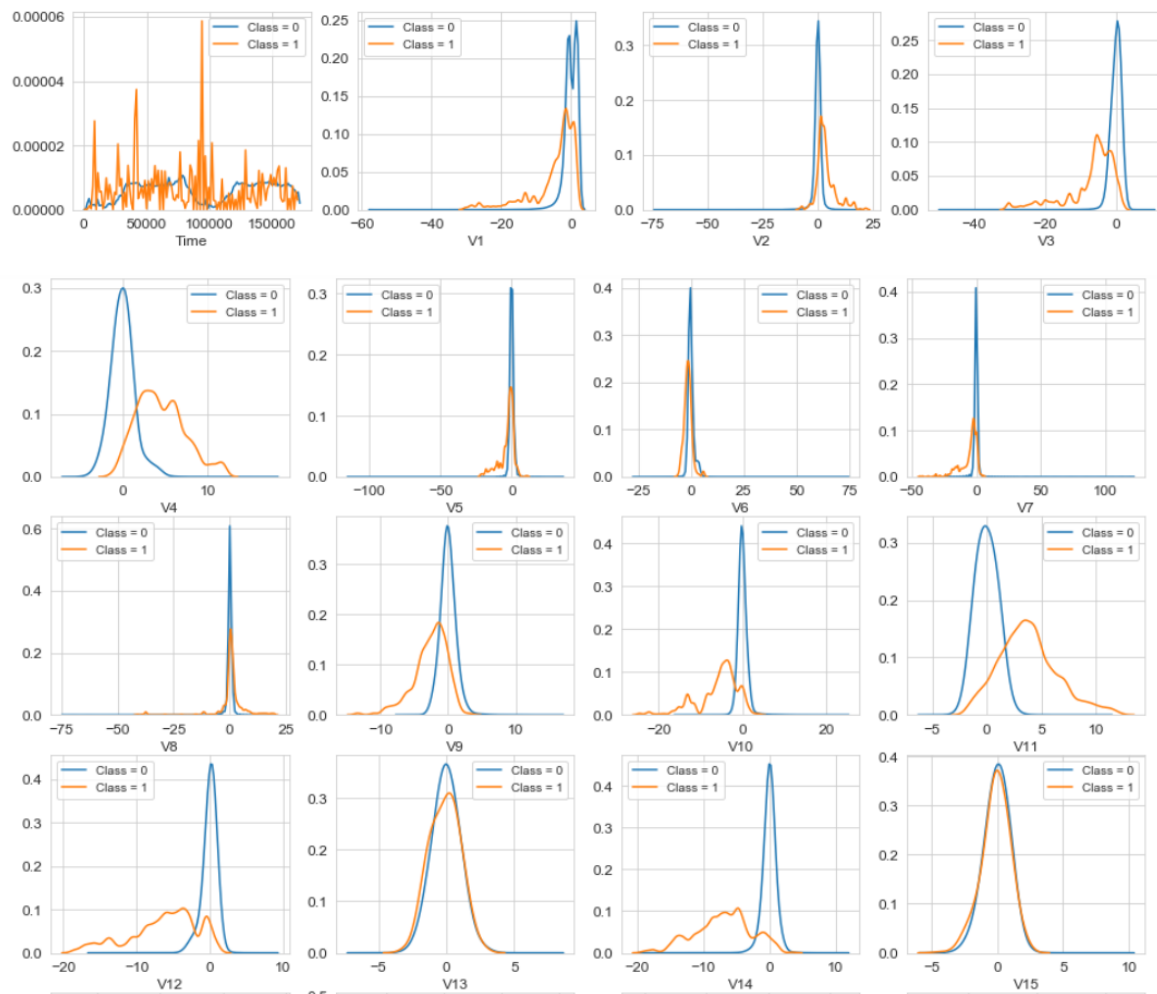 0.00006
0.00004
0.00002
0.00000
Class = 0
Class = 1
0 50000 100000 150000
Time
0.25
0.20
0.15
0.10
0.05
0.00
Class = 0
Class = 1
−60 −40 −20 0
V1
0.3
0.2
0.1
0.0
Class = 0
Class = 1
−75 −50 −25 0 25
V2
0.25
0.20
0.15
0.10
0.05
0.00
Class = 0
Class = 1
−40 −20 0
V3
0.3
0.2
0.1
0.0
Class = 0
Class = 1
0 10
V4
0.3
0.2
0.1
0.0
Class = 0
Class = 1
−100 −50 0
V5
0.4
0.3
0.2
0.1
0.0
Class = 0
Class = 1
−25 0 25 50 75
V6
0.4
0.3
0.2
0.1
0.0
Class = 0
Class = 1
−50 0 50 100
V7
0.6
0.4
0.2
0.0
Class = 0
Class = 1
−75 −50 −25 0 25
V8
0.3
0.2
0.1
0.0
Class = 0
Class = 1
−10 0 10
V9
0.4
0.3
0.2
0.1
0.0
Class = 0
Class = 1
−20 0 20
V10
0.3
0.2
0.1
0.0
Class = 0
Class = 1
−5 0 5 10
V11
0.4
0.3
0.2
0.1
0.0
Class = 0
Class = 1
−20 −10 0 10
V12
0.3
0.2
0.1
0.0
Class = 0
Class = 1
−5 0 5
V13
0.4
0.3
0.2
0.1
0.0
Class = 0
Class = 1
−20 −10 0 10
V14
0.4
0.3
0.2
0.1
0.0
Class = 0
Class = 1
−5 0 5 10
V15